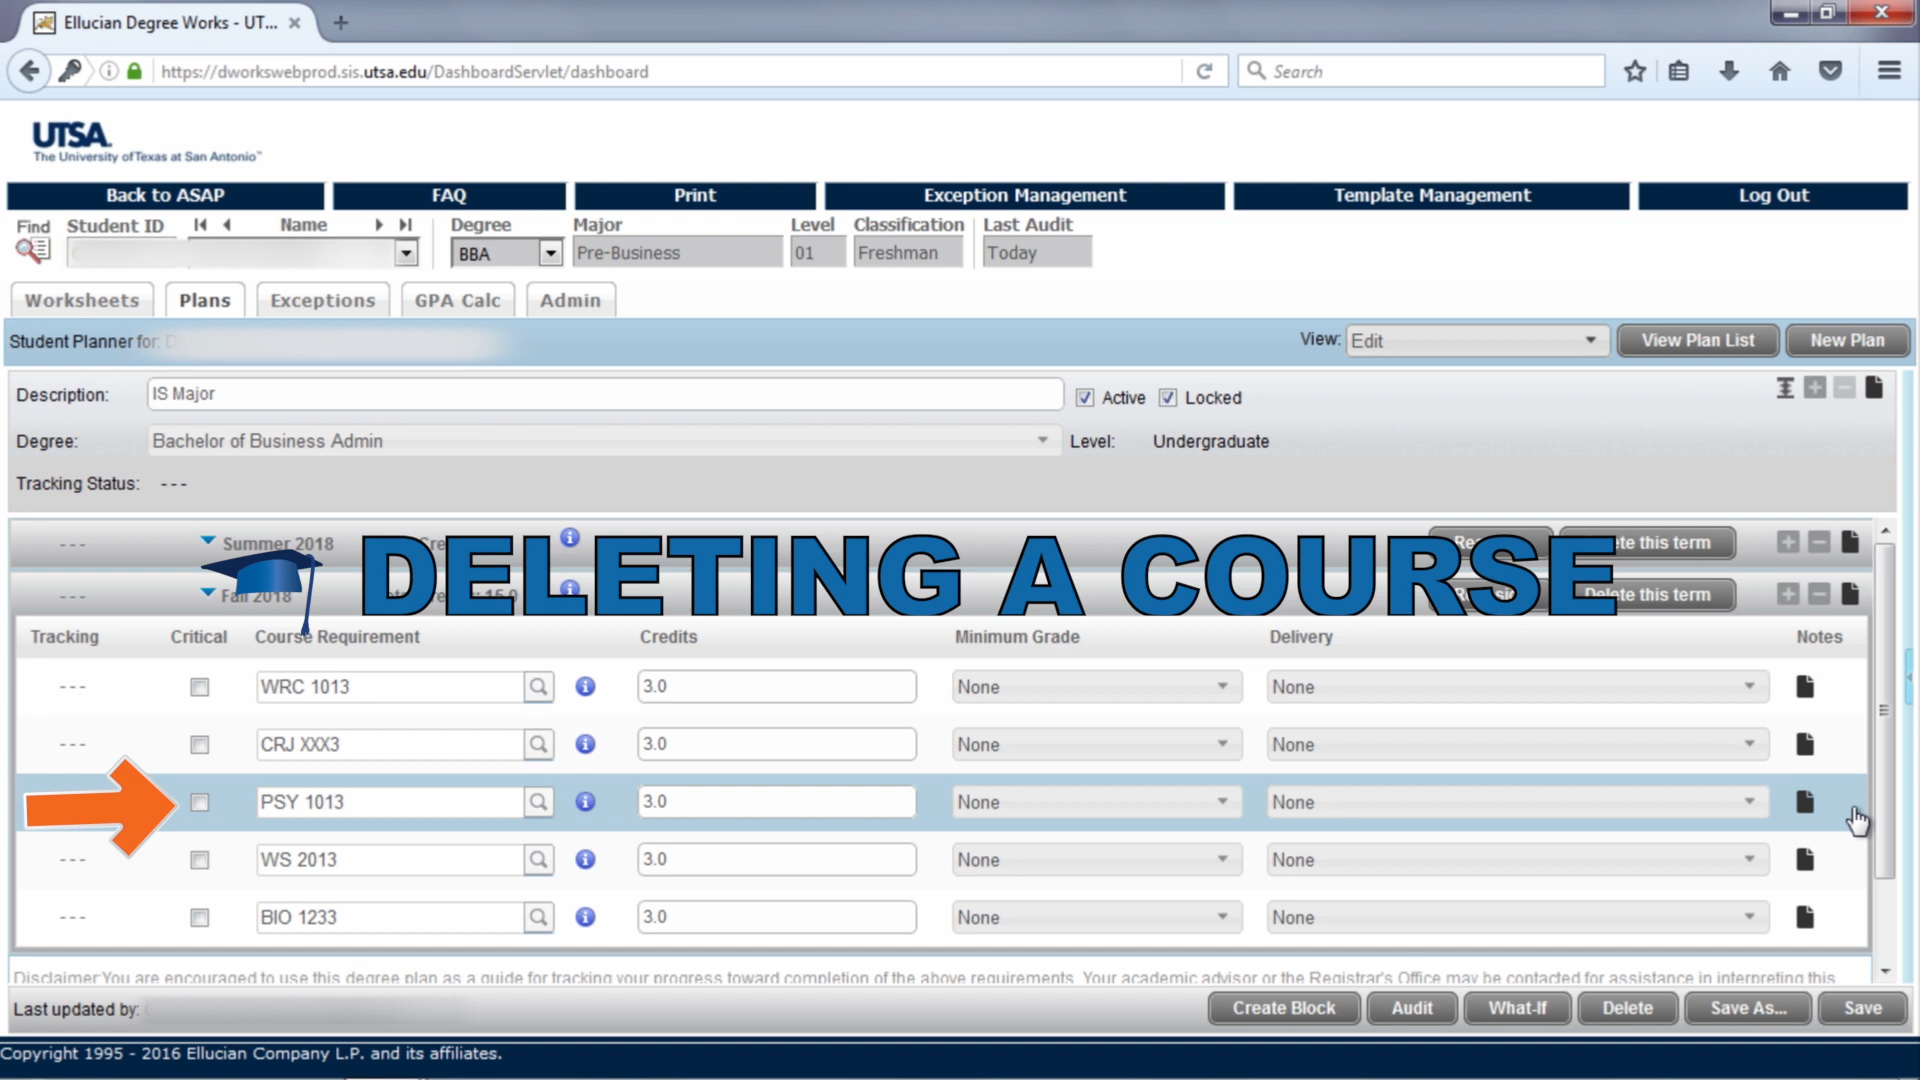 Ellucian Degree Works - UT...
https://dworkswebprod.sis.utsa.edu/DashboardServlet/dashboard
Search
UTSA.
The University of Texas at San Antonio™
Back to ASAP FAQ Print Exception Management Template Management Log Out
Find Student ID Name Degree Major Level Classification Last Audit
BBA Pre-Business 01 Freshman Today
Worksheets Plans Exceptions GPA Calc Admin
Student Planner for: View: Edit View Plan List New Plan
Description: IS Major Active Locked
Degree: Bachelor of Business Admin Level: Undergraduate
Tracking Status: ---
--- Summer 2018 this term
DELETING A COURSE
--- Fall 2018 15.0 Delete this term
Tracking Critical Course Requirement Credits Minimum Grade Delivery Notes
--- WRC 1013 3.0 None None
--- CRJ XXX3 3.0 None None
PSY 1013 3.0 None None
--- WS 2013 3.0 None None
--- BIO 1233 3.0 None None
Disclaimer:You are encouraged to use this degree plan as a guide for tracking your progress toward completion of the above requirements. Your academic advisor or the Registrar's Office may be contacted for assistance in interpreting this
Last updated by: Create Block Audit What-If Delete Save As... Save
Copyright 1995 - 2016 Ellucian Company L.P. and its affiliates.